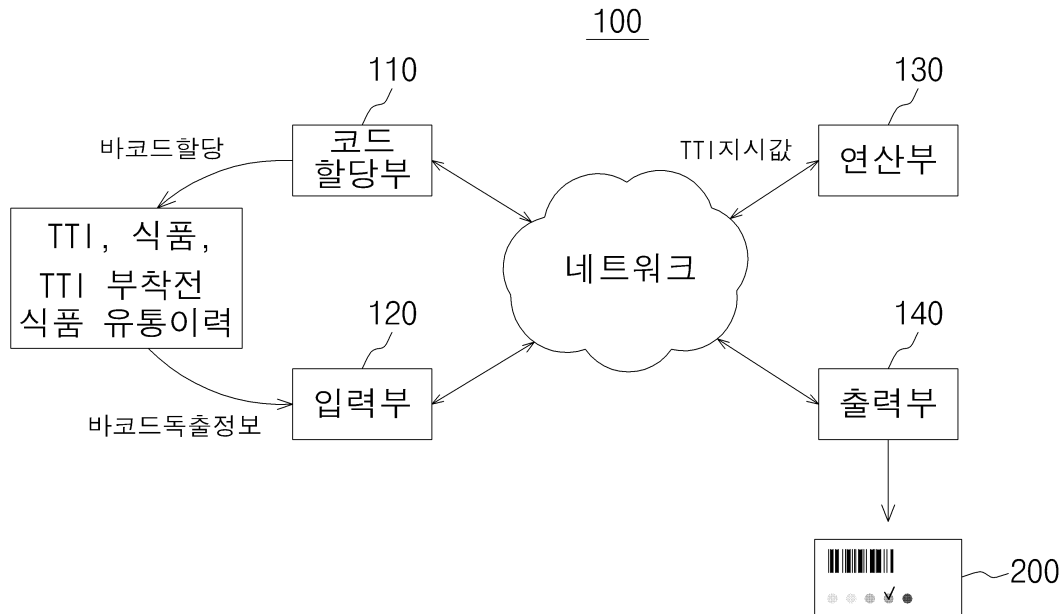 100
110
130
바코드할당
코드
할당부
TTI지시값
연산부
TTI, 식품,
TTI 부착전
식품 유통이력
네트워크
120
140
입력부
출력부
바코드독출정보
200